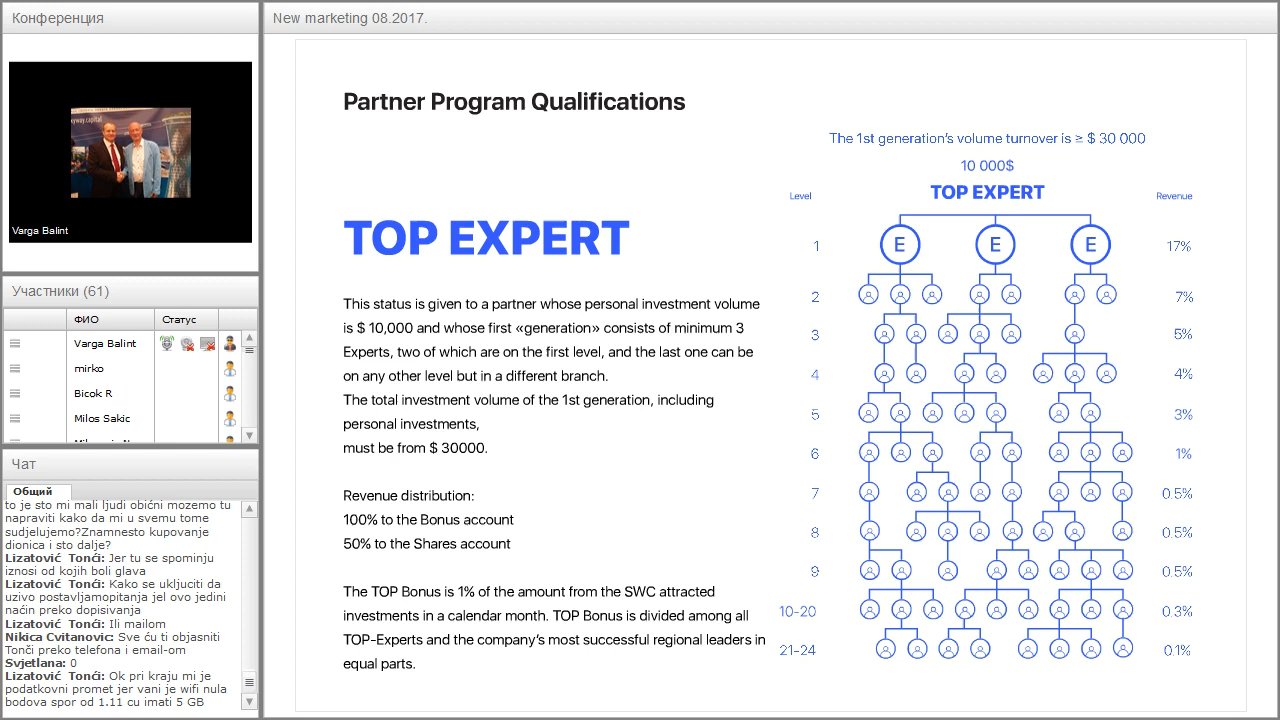 Конференция
skyway.capital
Varga Balint
Участники (61)
ФИО
Статус
Varga Balint
mirko
Bicok R
Milos Sakic
Чат
Общий
to je sto mi mali ljudi obični mozemo tu
napraviti kako da mi u svemu tome
sudjelujemo?Znamnesto kupovanje
dionica i sto dalje?
Lizatović Tonći: Jer tu se spominju
iznosi od kojih boli glava
Lizatović Tonći: Kako se ukljuciti da
uzivo postavljamopitanja jel ovo jedini
naćin preko dopisivanja
Lizatović Tonći: Ili mailom
Nikica Cvitanovic: Sve ću ti objasniti
Tonči preko telefona i email-om
Svjetlana: 0
Lizatović Tonći: Ok pri kraju mi je
podatkovni promet jer vani je wifi nula
bodova spor od 1.11 cu imati 5 GB
New marketing 08.2017.
Partner Program Qualifications
TOP EXPERT
This status is given to a partner whose personal investment volume
is $ 10,000 and whose first «generation» consists of minimum 3
Experts, two of which are on the first level, and the last one can be
on any other level but in a different branch.
The total investment volume of the 1st generation, including
personal investments,
must be from $ 30000.
Revenue distribution:
100% to the Bonus account
50% to the Shares account
The TOP Bonus is 1% of the amount from the SWC attracted
investments in a calendar month. TOP Bonus is divided among all
TOP-Experts and the company's most successful regional leaders in
equal parts.
The 1st generation's volume turnover is ≥ $ 30 000
10 000$
Level TOP EXPERT Revenue
1 E E E 17%
2 7%
3 5%
4 4%
5 3%
6 1%
7 0.5%
8 0.5%
9 0.5%
10-20 0.3%
21-24 0.1%